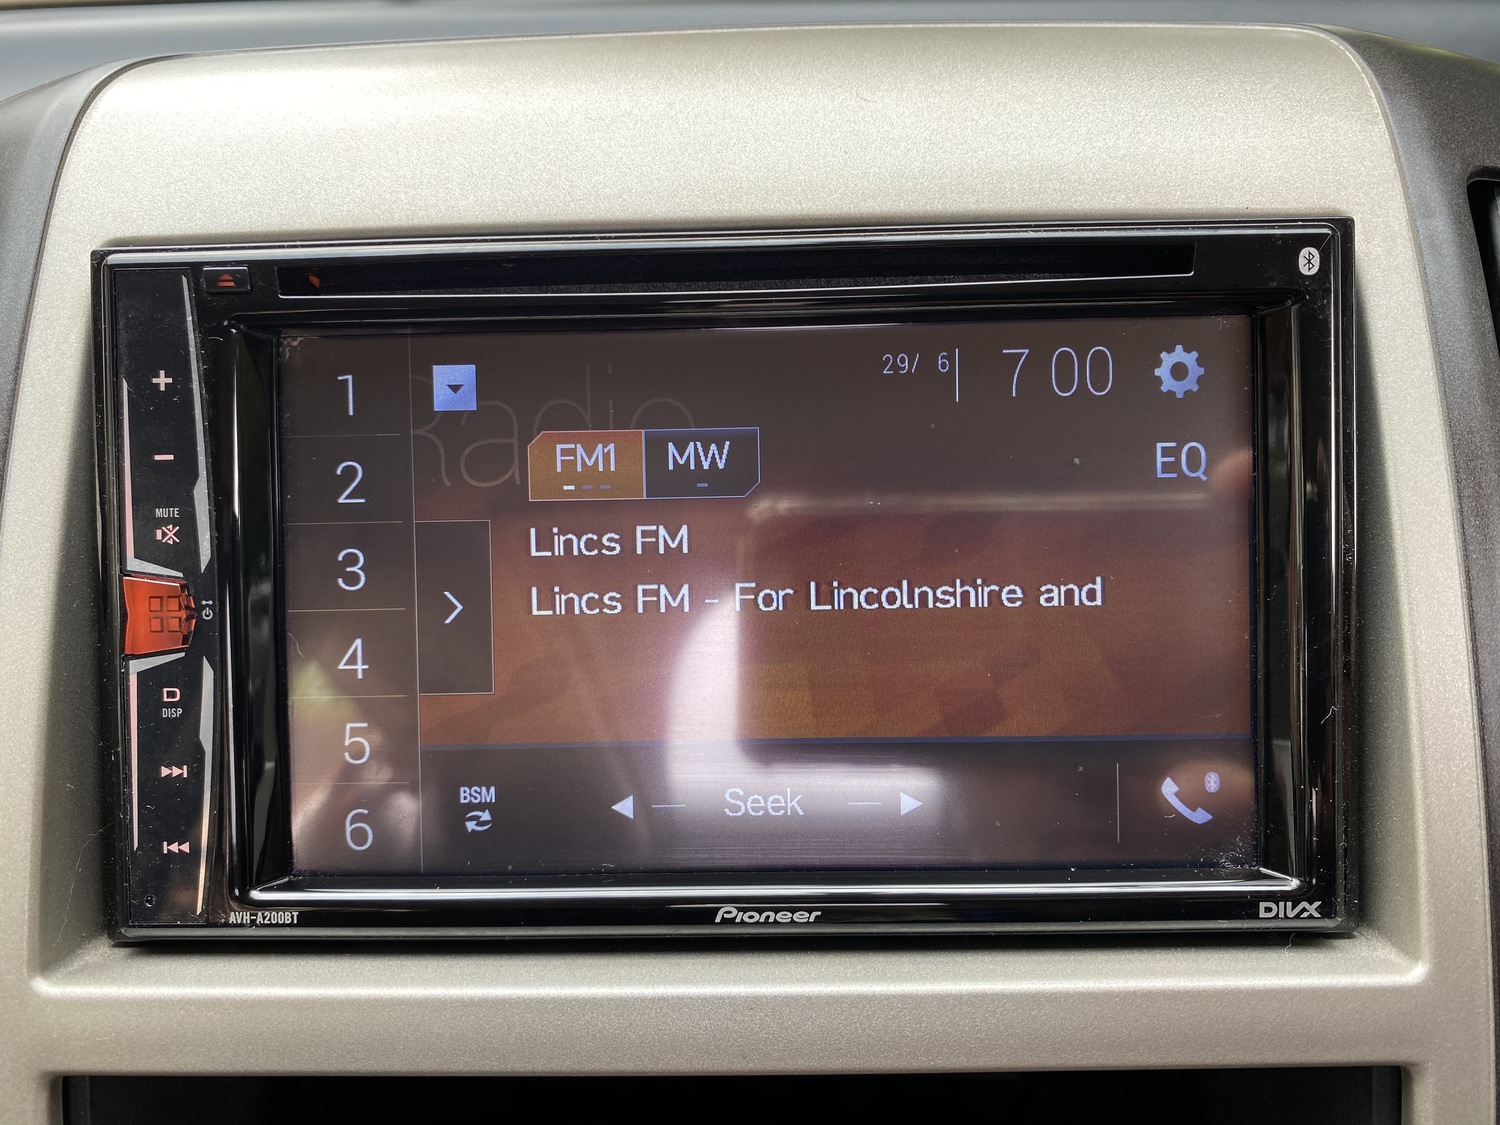 Radio
29/ 6
7 00
1
2
3
4
5
6
FM1
MW
EQ
Lincs FM
Lincs FM - For Lincolnshire and
BSM
Seek
MUTE
D
DISP
AVH-A200BT
Pioneer
DIVX